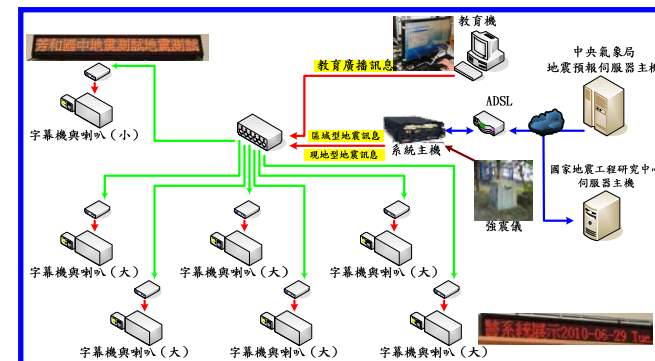 芳和國中地震測試地震測試
教育機
教育廣播訊息
中央氣象局
地震預報伺服器主機
ADSL
字幕機與喇叭（小）
區域型地震訊息
系統主機
現地型地震訊息
國家地震工程研究中心
伺服器主機
強震儀
字幕機與喇叭（大）
字幕機與喇叭（大）
字幕機與喇叭（大）
字幕機與喇叭（大）
字幕機與喇叭（大）
字幕機與喇叭（大）
警系統展示2010-06-29 Tue